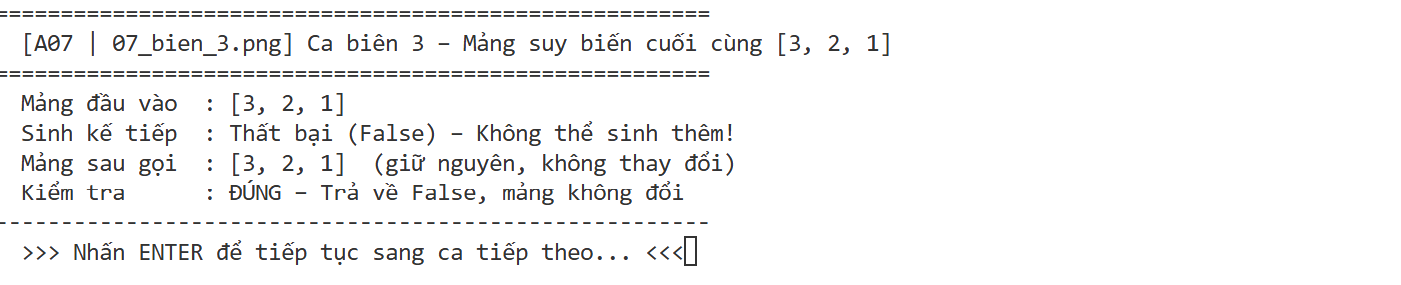 =======================================================
[A07 | 07_bien_3.png] Ca biên 3 – Mảng suy biến cuối cùng [3, 2, 1]
=======================================================
Mảng đầu vào  : [3, 2, 1]
Sinh kế tiếp  : Thất bại (False) – Không thể sinh thêm!
Mảng sau gọi  : [3, 2, 1]  (giữ nguyên, không thay đổi)
Kiểm tra      : ĐÚNG – Trả về False, mảng không đổi
-------------------------------------------------------
>>> Nhấn ENTER để tiếp tục sang ca tiếp theo... <<<